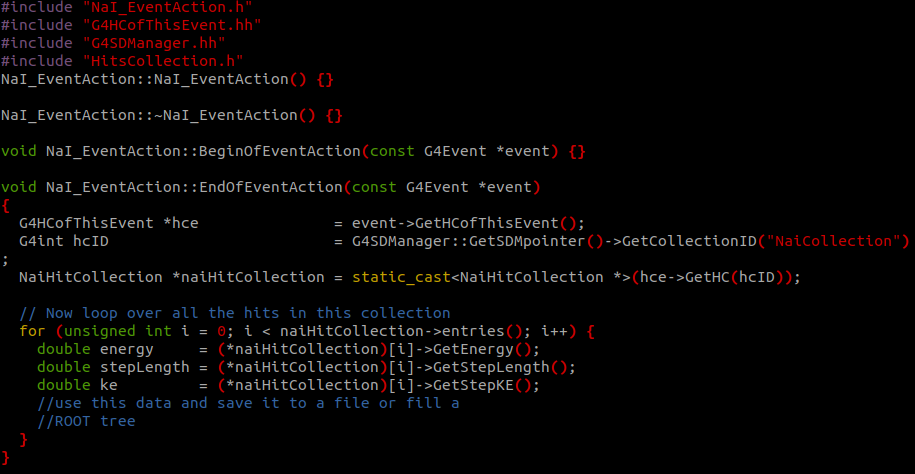 #include "NaI_EventAction.h"
#include "G4HCofThisEvent.hh"
#include "G4SDManager.hh"
#include "HitsCollection.h"
NaI_EventAction::NaI_EventAction() {}

NaI_EventAction::~NaI_EventAction() {}

void NaI_EventAction::BeginOfEventAction(const G4Event *event) {}

void NaI_EventAction::EndOfEventAction(const G4Event *event)
{
  G4HCofThisEvent *hce               = event->GetHCofThisEvent();
  G4int hcID                         = G4SDManager::GetSDMpointer()->GetCollectionID("NaiCollection")
;
  NaiHitCollection *naiHitCollection = static_cast<NaiHitCollection *>(hce->GetHC(hcID));

  // Now loop over all the hits in this collection
  for (unsigned int i = 0; i < naiHitCollection->entries(); i++) {
    double energy     = (*naiHitCollection)[i]->GetEnergy();
    double stepLength = (*naiHitCollection)[i]->GetStepLength();
    double ke         = (*naiHitCollection)[i]->GetStepKE();
    //use this data and save it to a file or fill a
    //ROOT tree
  }
}